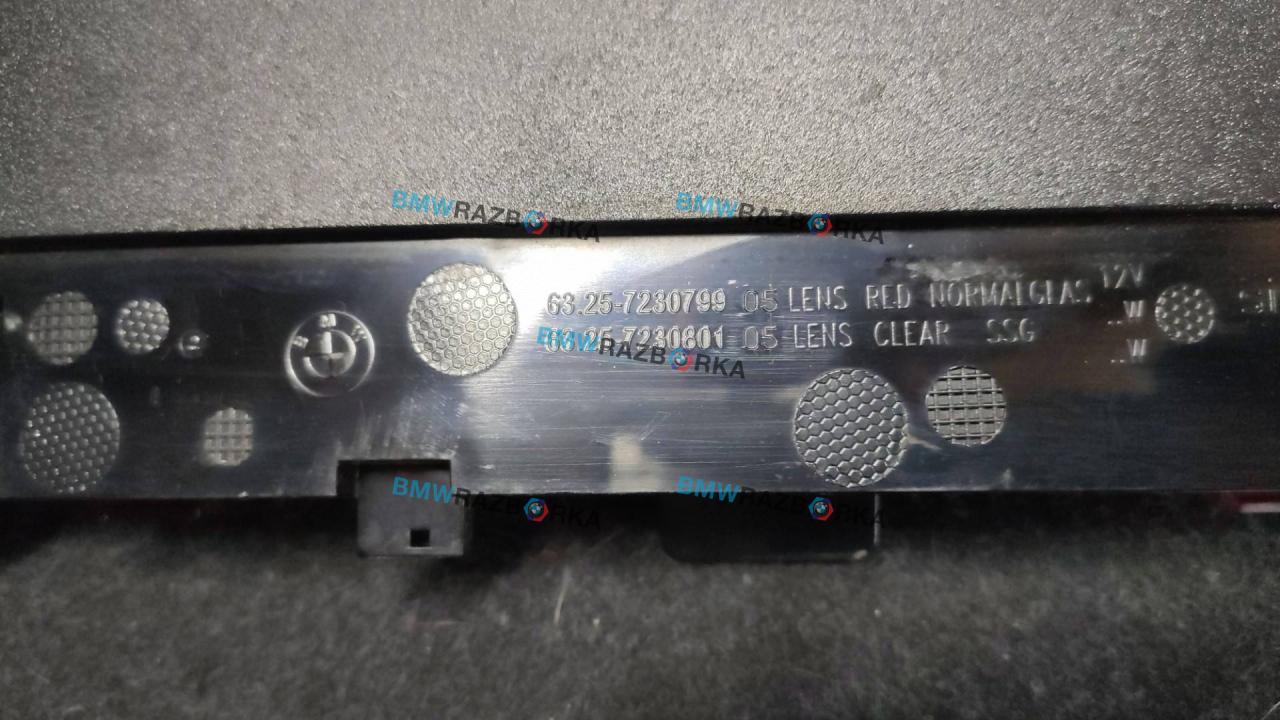 BMWRAZBORKA BMWRAZBORKA
63.25-7230799 05 LENS RED NORMALGLAS 12V
63.25-7230801 05 LENS CLEAR SSG ..W
..W
BMW
BMWRAZBORKA
BMWRAZBORKA BMWRAZBORKA